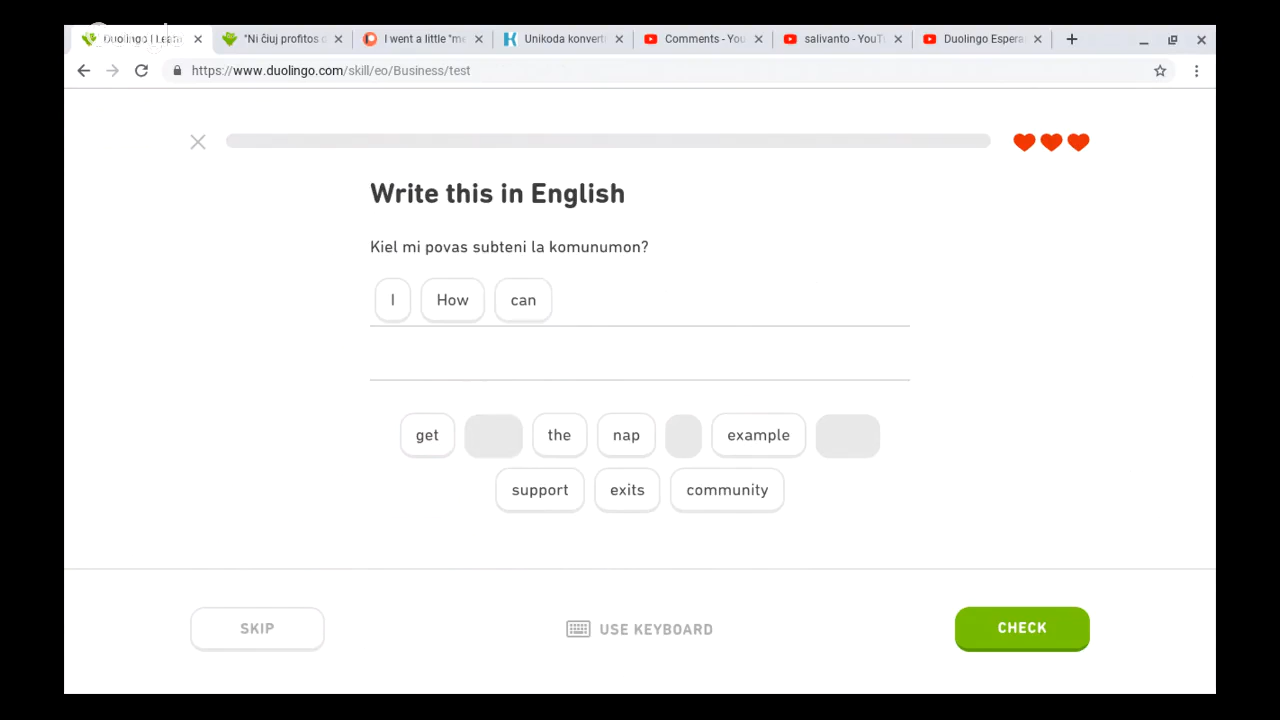 Duolingo | Learn "Ni ĉiuj profitos d I went a little "me Unikoda konvert Comments - You salivanto - YouTu Duolingo Espera
https://www.duolingo.com/skill/eo/Business/test
Write this in English
Kiel mi povas subteni la komunumon?
I How can
get the nap example
support exits community
SKIP USE KEYBOARD CHECK